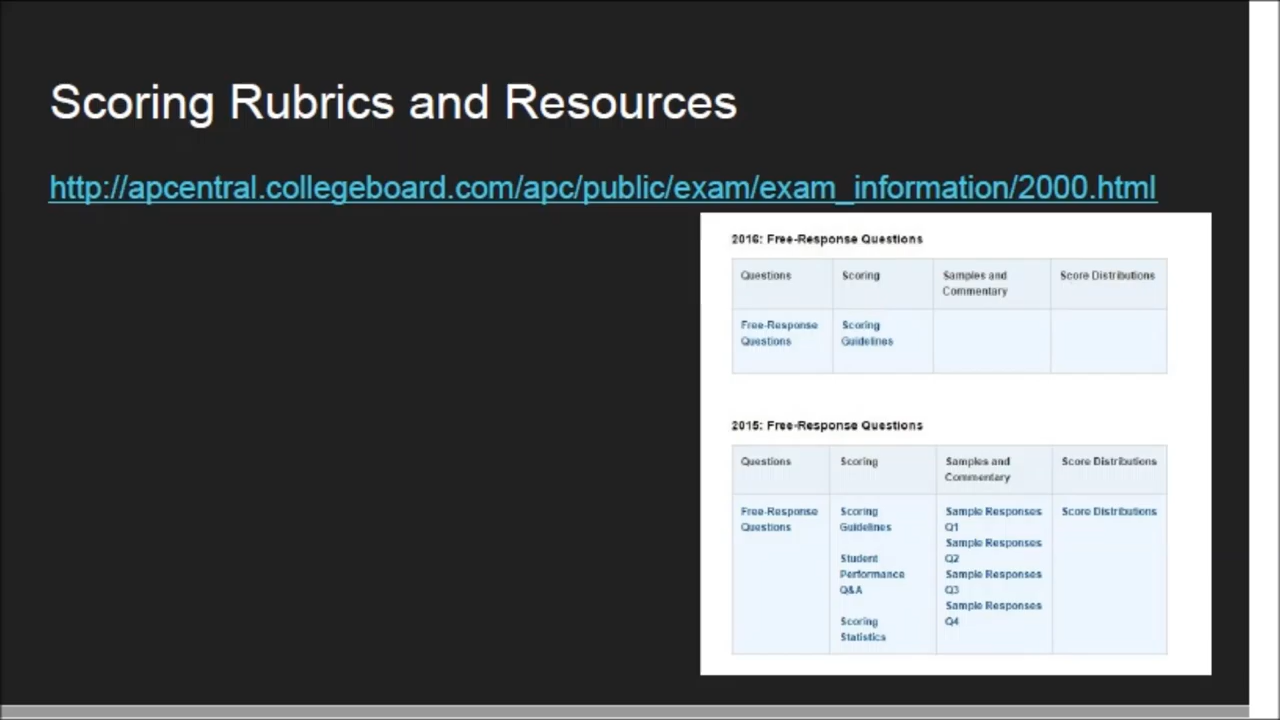 Scoring Rubrics and Resources
http://apcentral.collegeboard.com/apc/public/exam/exam_information/2000.html
2016: Free-Response Questions
Questions Scoring Samples and Commentary Score Distributions
Free-Response Questions Scoring Guidelines
2015: Free-Response Questions
Questions Scoring Samples and Commentary Score Distributions
Free-Response Questions
Scoring Guidelines
Student Performance Q&A
Scoring Statistics
Sample Responses Q1
Sample Responses Q2
Sample Responses Q3
Sample Responses Q4
Score Distributions